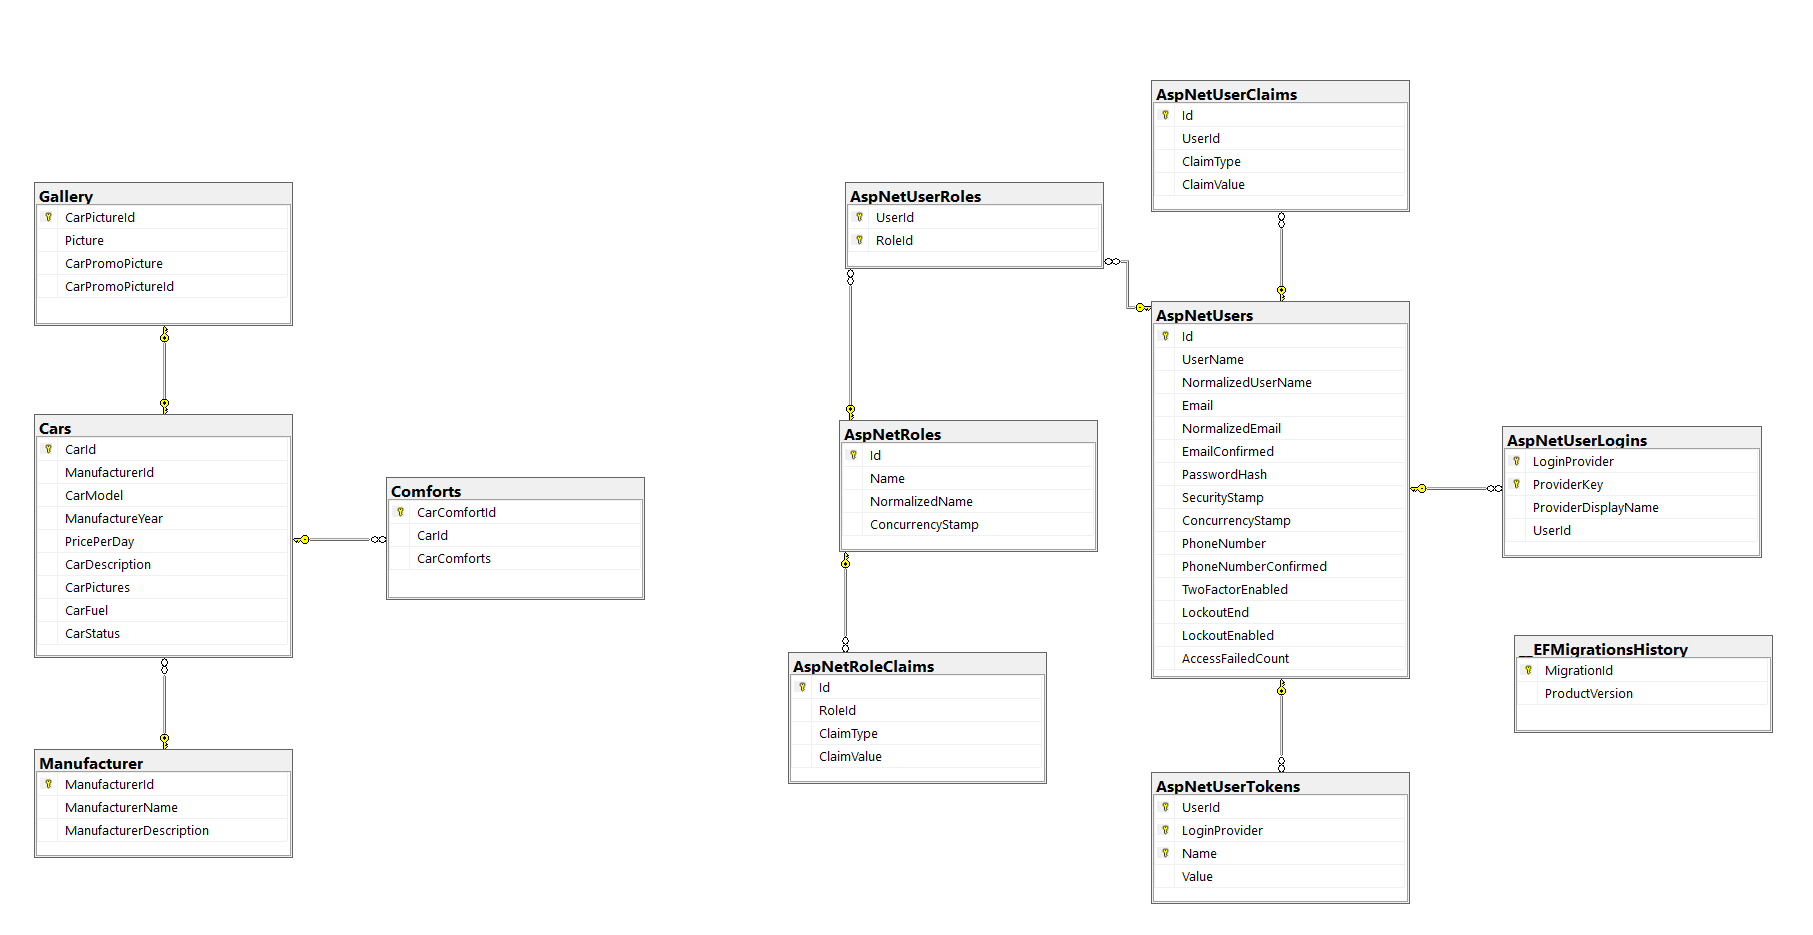 Gallery
CarPictureId
Picture
CarPromoPicture
CarPromoPictureId
Cars
CarId
ManufacturerId
CarModel
ManufactureYear
PricePerDay
CarDescription
CarPictures
CarFuel
CarStatus
Manufacturer
ManufacturerId
ManufacturerName
ManufacturerDescription
Comforts
CarComfortId
CarId
CarComforts
AspNetUserRoles
UserId
RoleId
AspNetRoles
Id
Name
NormalizedName
ConcurrencyStamp
AspNetRoleClaims
Id
RoleId
ClaimType
ClaimValue
AspNetUserClaims
Id
UserId
ClaimType
ClaimValue
AspNetUsers
Id
UserName
NormalizedUserName
Email
NormalizedEmail
EmailConfirmed
PasswordHash
SecurityStamp
ConcurrencyStamp
PhoneNumber
PhoneNumberConfirmed
TwoFactorEnabled
LockoutEnd
LockoutEnabled
AccessFailedCount
AspNetUserTokens
UserId
LoginProvider
Name
Value
AspNetUserLogins
LoginProvider
ProviderKey
ProviderDisplayName
UserId
__EFMigrationsHistory
MigrationId
ProductVersion